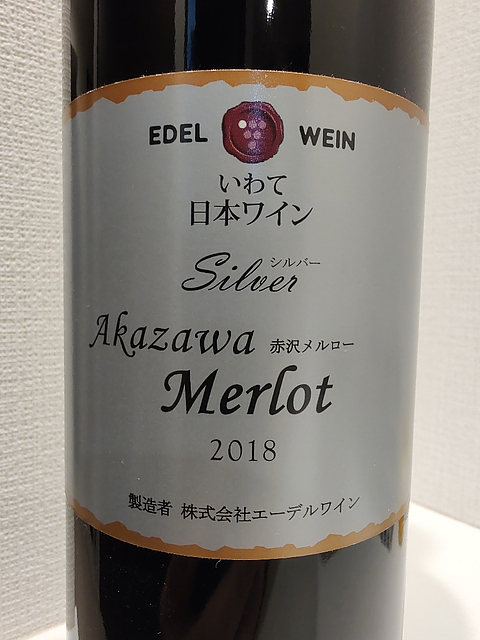 EDEL WEIN
いわて
日本ワイン
シルバー
Silver
Akazawa 赤沢メルロー
Merlot
2018
製造者 株式会社エーデルワイン